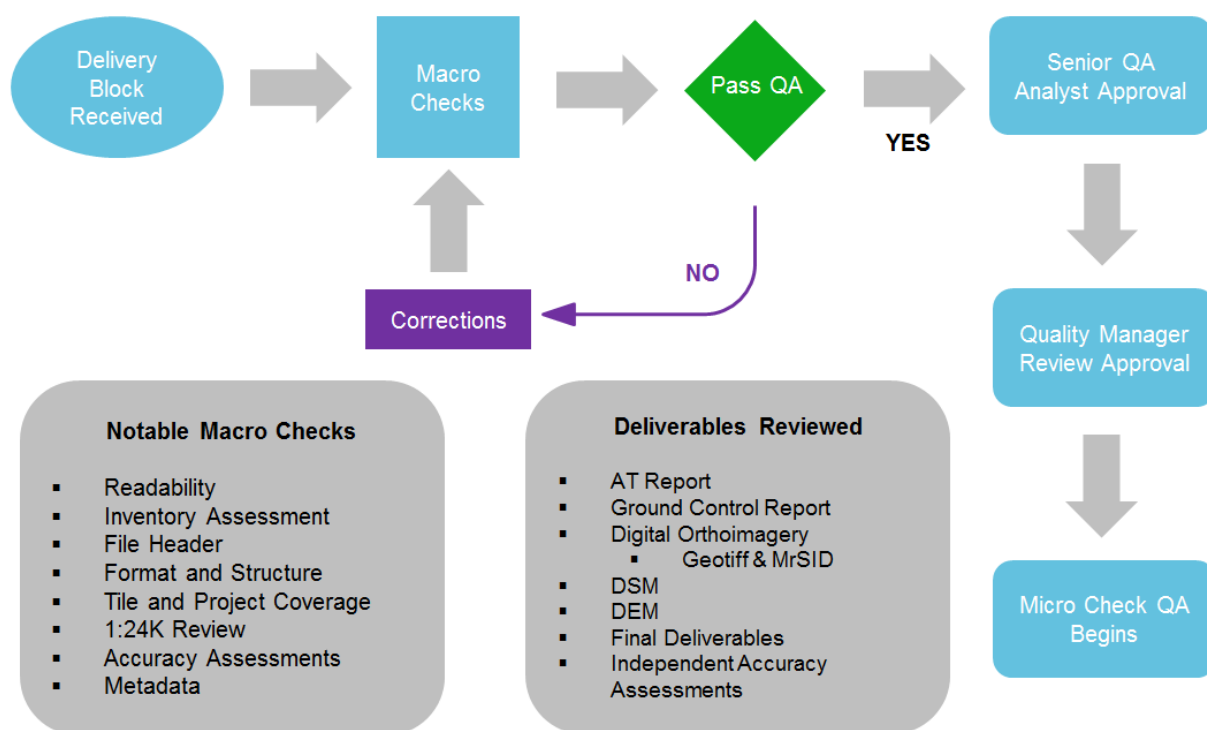 Delivery
Block
Received
Macro
Checks
Pass QA
YES
Senior QA
Analyst Approval
NO
Corrections
Quality Manager
Review Approval
Micro Check QA
Begins
Notable Macro Checks
▪ Readability
▪ Inventory Assessment
▪ File Header
▪ Format and Structure
▪ Tile and Project Coverage
▪ 1:24K Review
▪ Accuracy Assessments
▪ Metadata
Deliverables Reviewed
▪ AT Report
▪ Ground Control Report
▪ Digital Orthoimagery
▪ Geotiff & MrSID
▪ DSM
▪ DEM
▪ Final Deliverables
▪ Independent Accuracy
Assessments